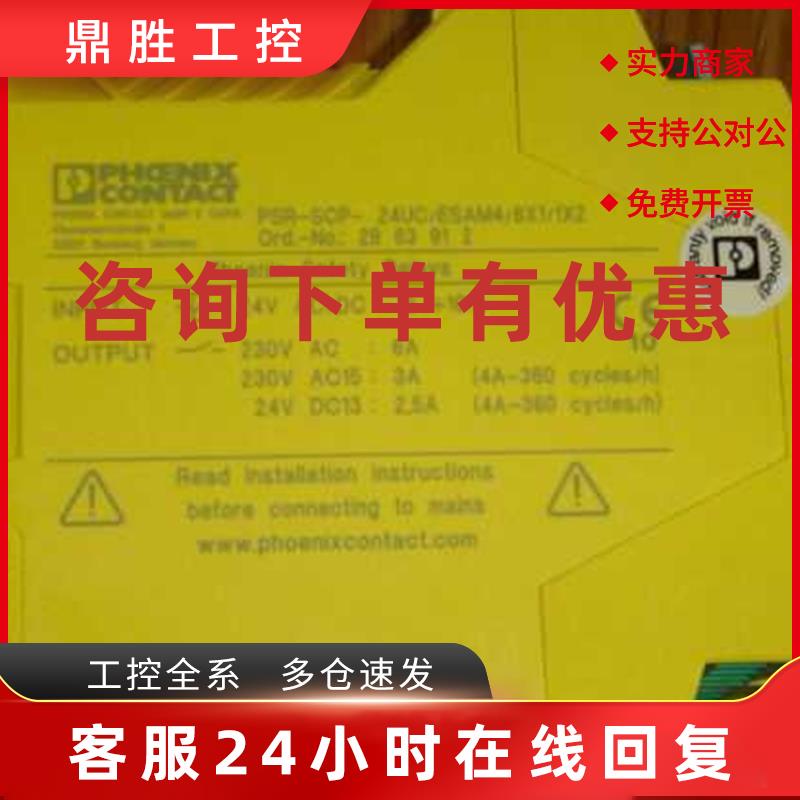 鼎胜工控
实力商家
支持公对公
免费开票
PHOENIX
CONTACT
PSR-SCP- 24UC/ESAM4/8X1/1X2
Ord.-No.: 29 63 91 2
if removed!
咨询下单有优惠
OUTPUT 230V AC : 6A
230V AC15 : 3A (4A-360 cycles/h)
24V DC13 : 2,5A (4A-360 cycles/h)
Read installation instructions
before connecting to mains
www.phoenixcontact.com
工控全系 多仓速发
客服24小时在线回复